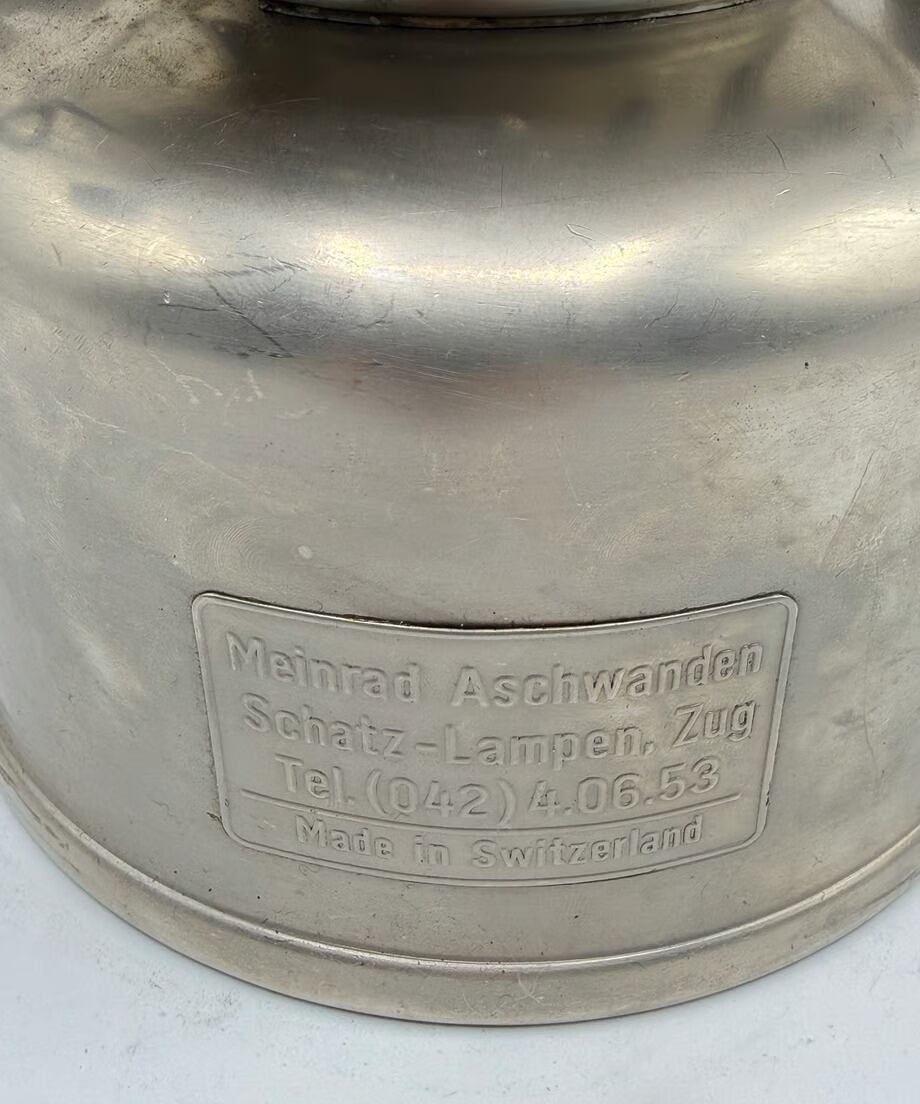 Meinrad Aschwanden
Schatz-Lampen, Zug
Tel. (042) 4.06.53
Made in Switzerland